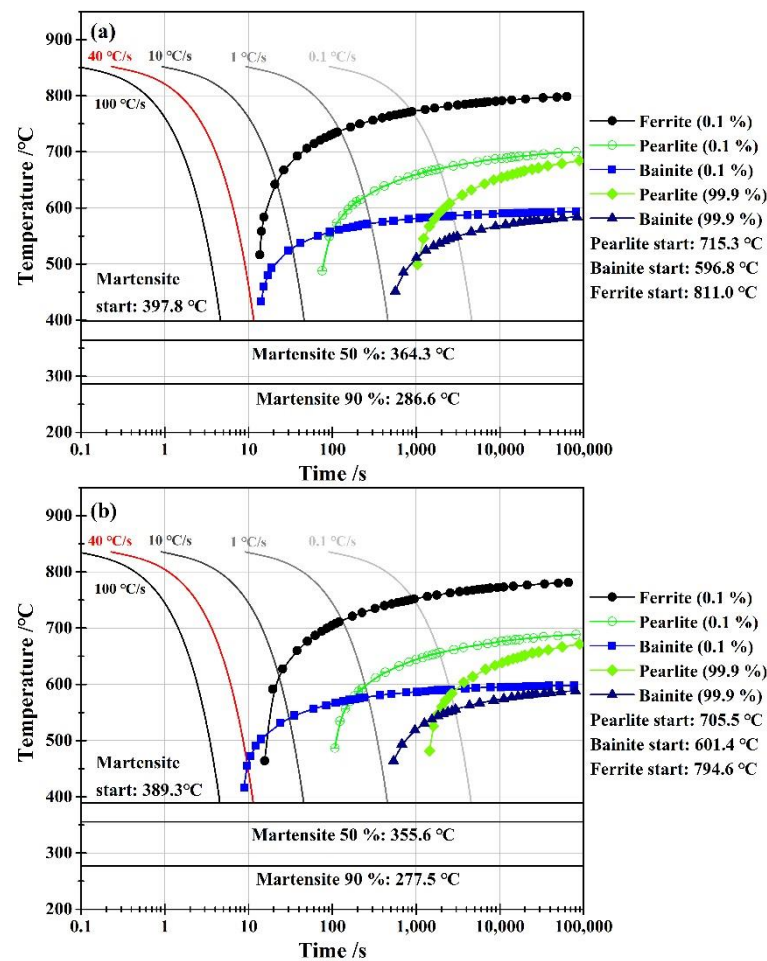 (a)
900
800
700
600
500
400
300
200
Temperature /℃
40 ℃/s
10 ℃/s
1 ℃/s
0.1 ℃/s
100 ℃/s
Martensite
start: 397.8 ℃
Martensite 50 %: 364.3 ℃
Martensite 90 %: 286.6 ℃
0.1
1
10
100
1,000
10,000
100,000
Time /s
Ferrite (0.1 %)
Pearlite (0.1 %)
Bainite (0.1 %)
Pearlite (99.9 %)
Bainite (99.9 %)
Pearlite start: 715.3 ℃
Bainite start: 596.8 ℃
Ferrite start: 811.0 ℃
(b)
900
800
700
600
500
400
300
200
Temperature /℃
40 ℃/s
10 ℃/s
1 ℃/s
0.1 ℃/s
100 ℃/s
Martensite
start: 389.3℃
Martensite 50 %: 355.6 ℃
Martensite 90 %: 277.5 ℃
0.1
1
10
100
1,000
10,000
100,000
Time /s
Ferrite (0.1 %)
Pearlite (0.1 %)
Bainite (0.1 %)
Pearlite (99.9 %)
Bainite (99.9 %)
Pearlite start: 705.5 ℃
Bainite start: 601.4 ℃
Ferrite start: 794.6 ℃